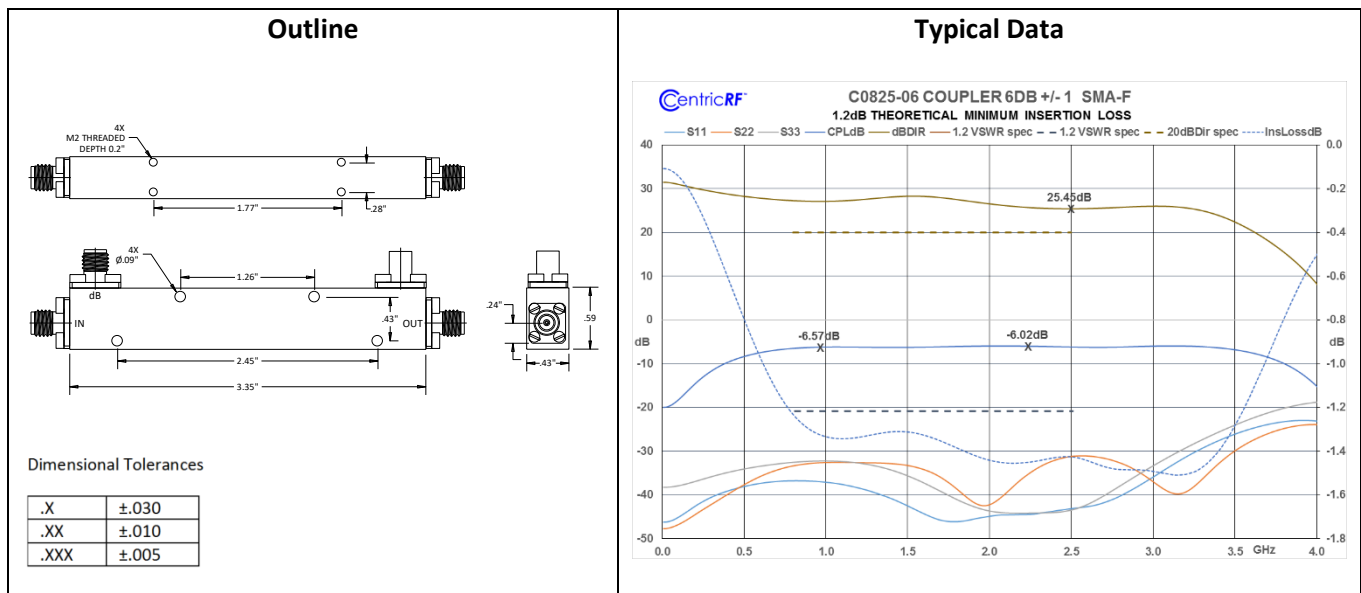 Outline
4X
M2 THREADED
DEPTH 0.2"
1.77"
.28"
4X
Ø.09"
1.26"
dB
IN
OUT
.43"
2.45"
3.35"
.24"
.59
.43"
Dimensional Tolerances
.X ±.030
.XX ±.010
.XXX ±.005
Typical Data
CentricRF™
C0825-06 COUPLER 6DB +/- 1 SMA-F
1.2dB THEORETICAL MINIMUM INSERTION LOSS
S11 S22 S33 CPLdB dBDIR 1.2 VSWR spec 1.2 VSWR spec 20dBDir spec InsLossdB
40
30
20
10
0
dB
-10
-20
-30
-40
-50
25.45dB
-6.57dB
-6.02dB
0.0
-0.2
-0.4
-0.6
-0.8
dB
-1.0
-1.2
-1.4
-1.6
-1.8
0.0 0.5 1.0 1.5 2.0 2.5 3.0 3.5 GHz 4.0